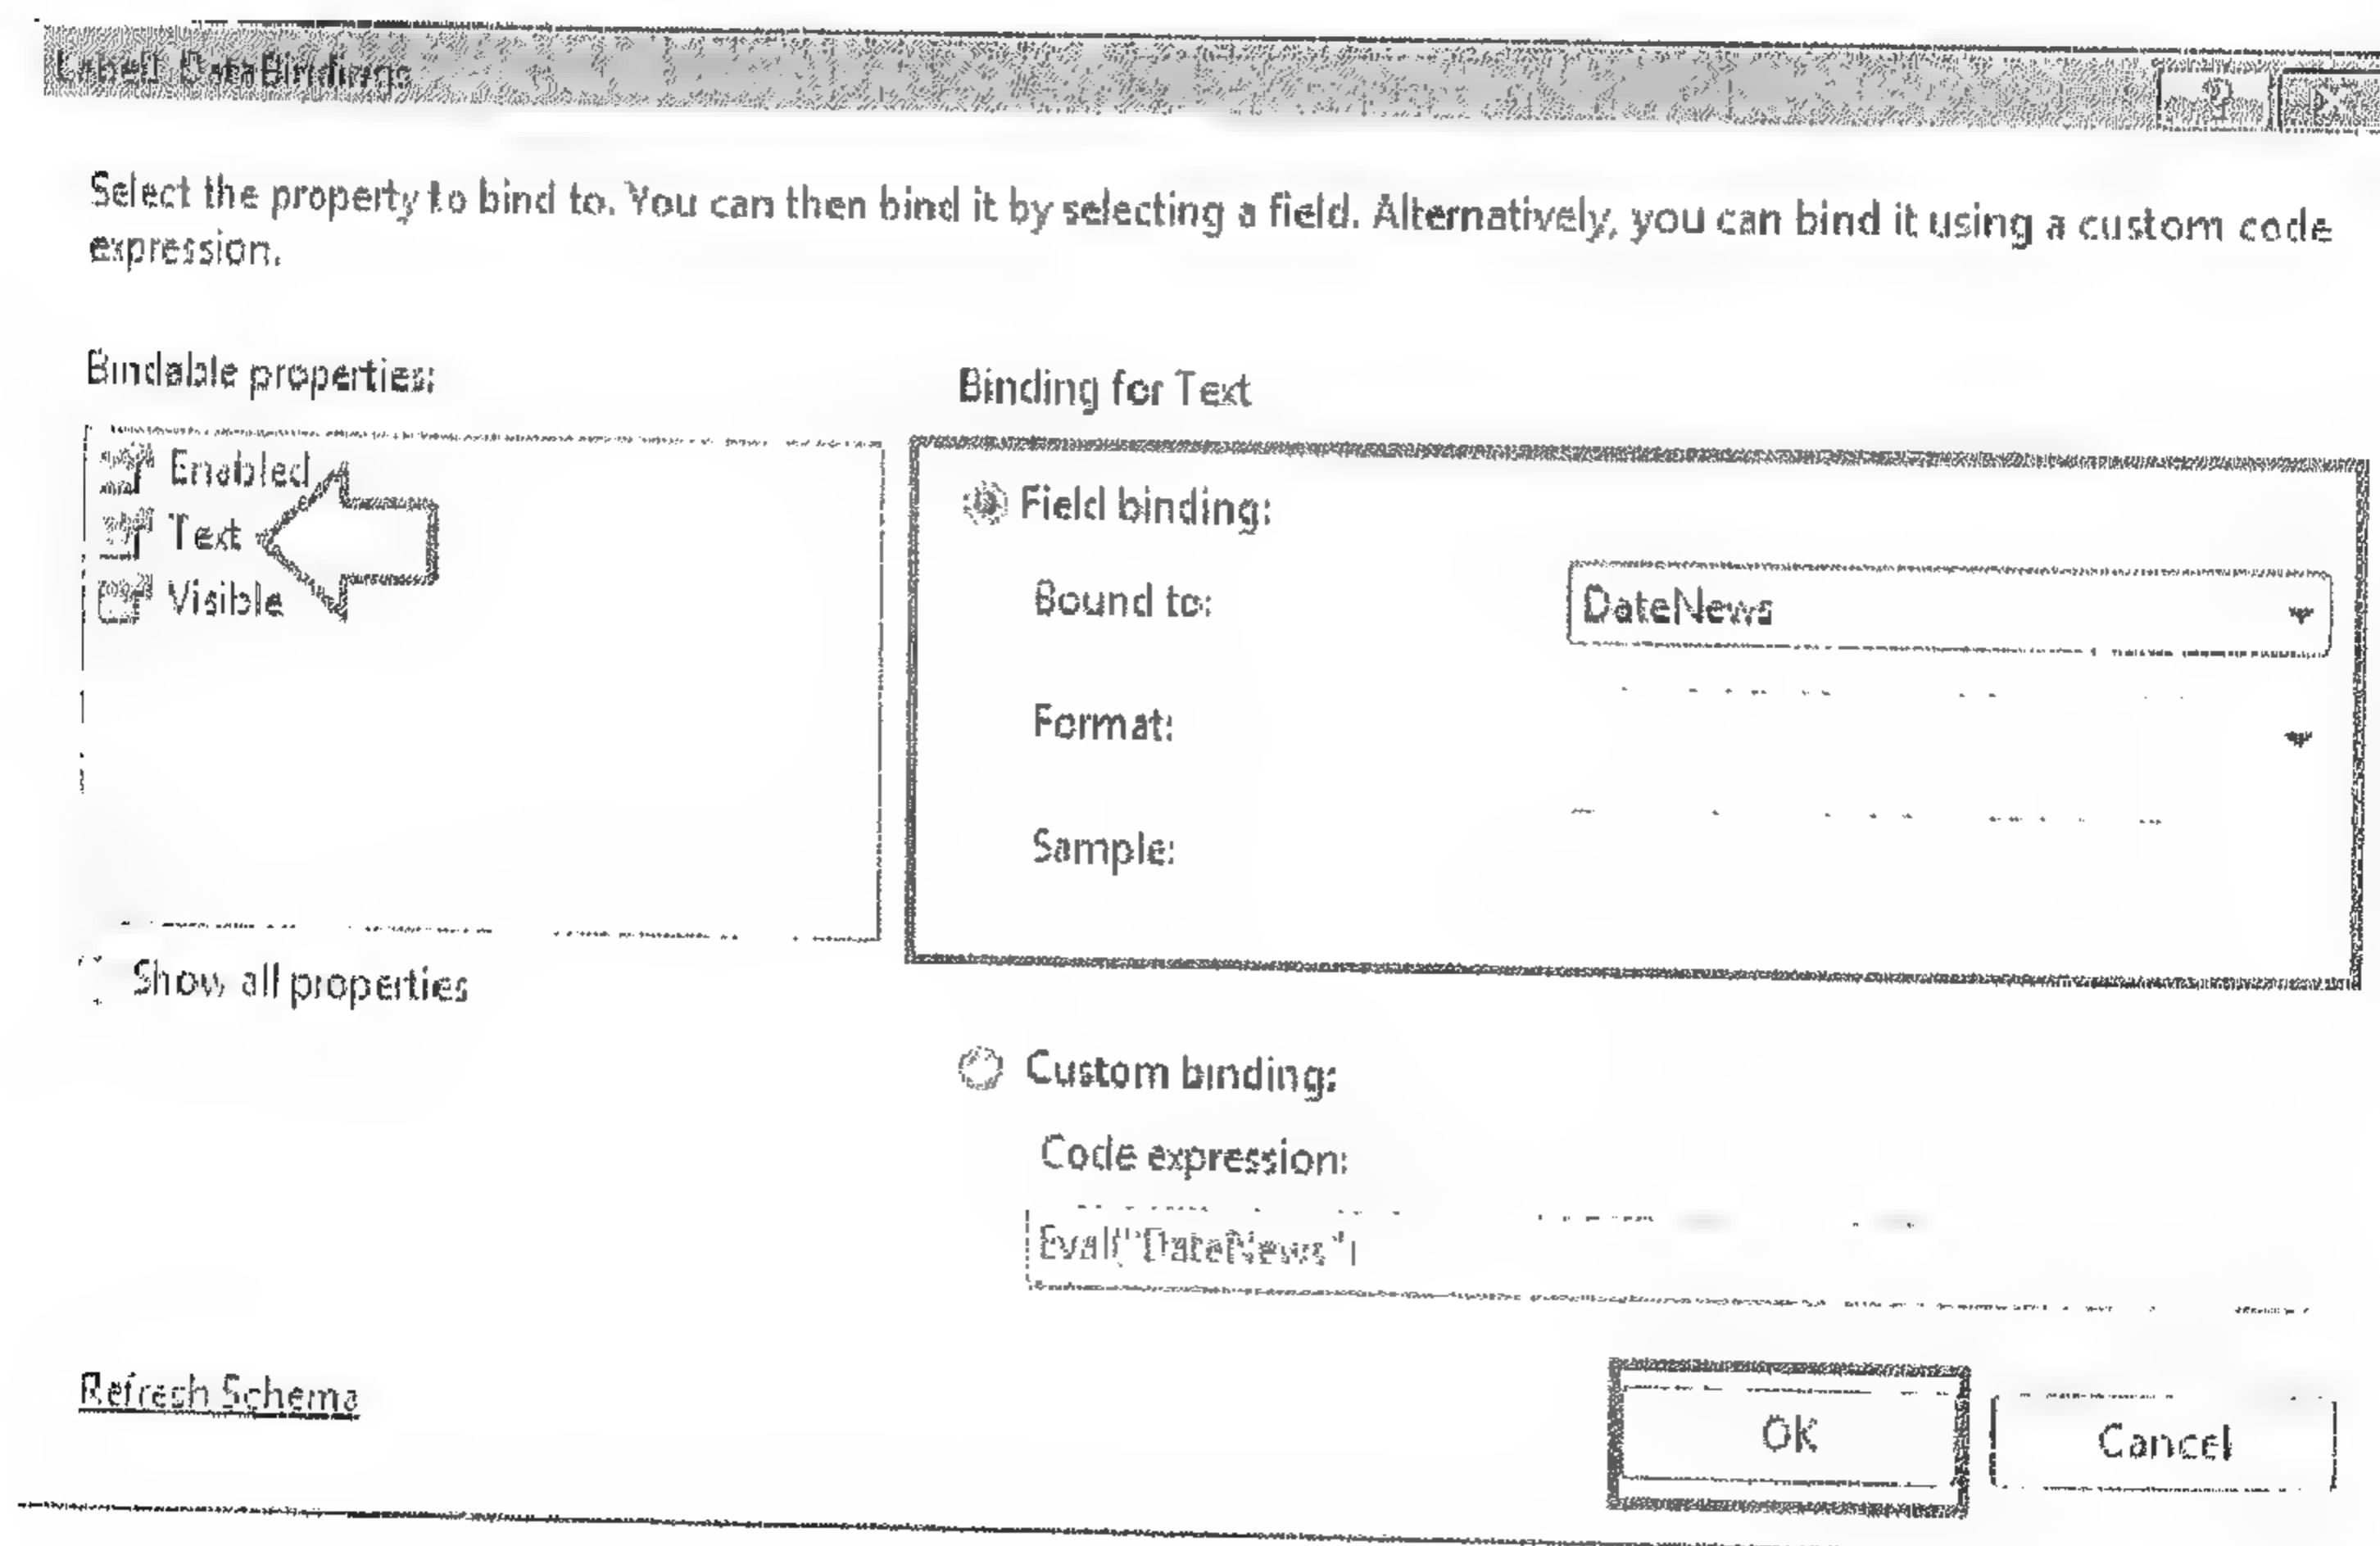 Label1 DataBindings
Select the property to bind to. You can then bind it by selecting a field. Alternatively, you can bind it using a custom code
expression.
Bindable properties:
Enabled
Text
Visible
Show all properties
Binding for Text
Field binding:
Bound to:
DateNews
Format:
Sample:
Custom binding:
Code expression:
Eval("DateNews")
Refresh Schema
OK
Cancel